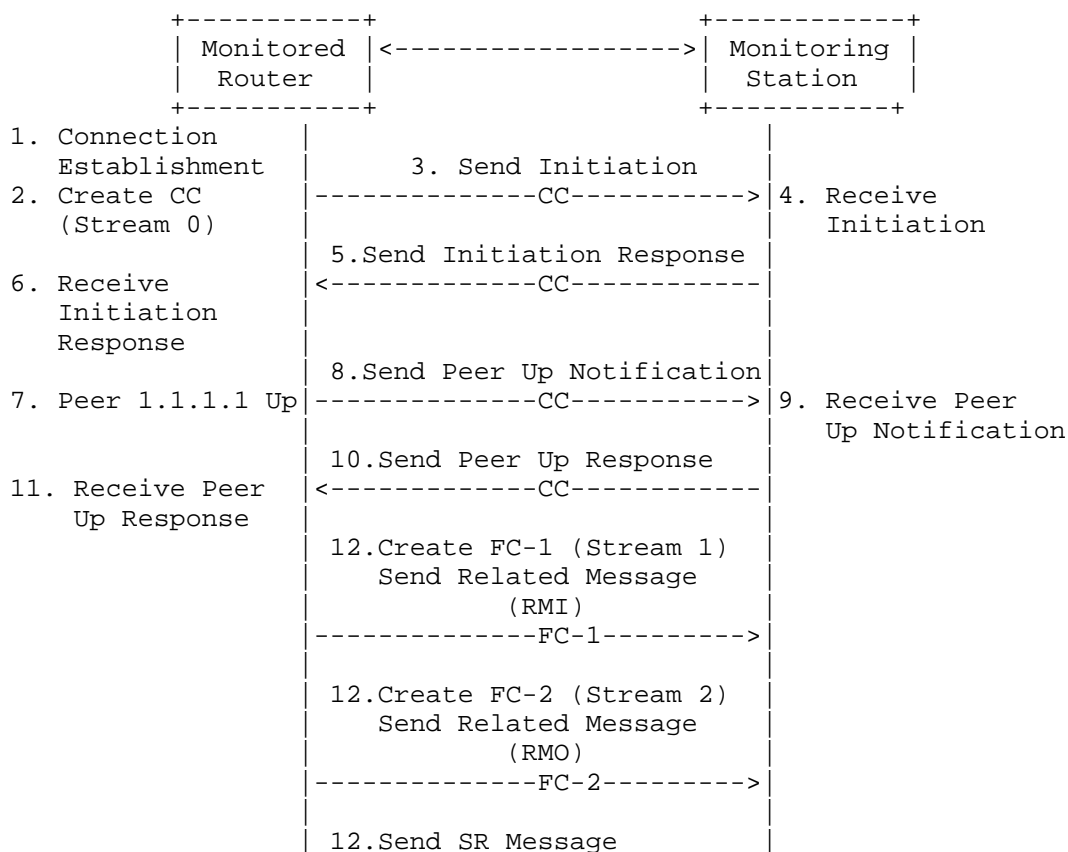 +-----------+                    +------------+
| Monitored |<------------------>| Monitoring |
|  Router   |                    |  Station   |
+-----------+                    +-----------+
1. Connection     |                            |
   Establishment  |      3. Send Initiation    |
2. Create CC      |--------------CC----------->|4. Receive
   (Stream 0)     |                            |   Initiation
                  | 5.Send Initiation Response |
6. Receive        |<-------------CC------------|
   Initiation     |                            |
   Response       |                            |
                  | 8.Send Peer Up Notification|
7. Peer 1.1.1.1 Up|--------------CC----------->|9. Receive Peer
                  |                            |   Up Notification
                  | 10.Send Peer Up Response   |
11. Receive Peer  |<-------------CC------------|
    Up Response   |                            |
                  | 12.Create FC-1 (Stream 1)  |
                  |    Send Related Message    |
                  |            (RMI)           |
                  |--------------FC-1--------->|
                  |                            |
                  | 12.Create FC-2 (Stream 2)  |
                  |    Send Related Message    |
                  |            (RMO)           |
                  |--------------FC-2--------->|
                  |                            |
                  | 12.Send SR Message         |